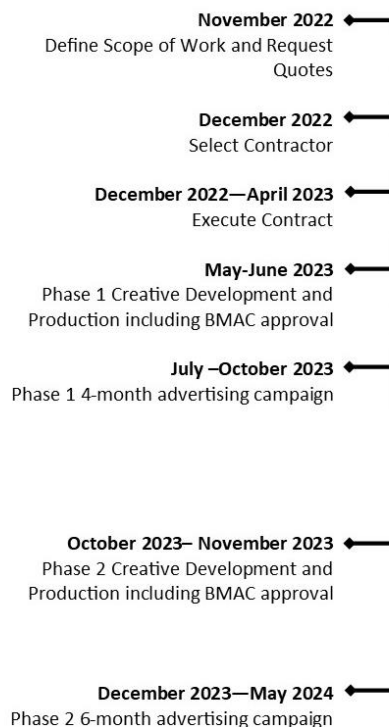 November 2022
Define Scope of Work and Request
Quotes
December 2022
Select Contractor
December 2022—April 2023
Execute Contract
May-June 2023
Phase 1 Creative Development and
Production including BMAC approval
July –October 2023
Phase 1 4-month advertising campaign
October 2023– November 2023
Phase 2 Creative Development and
Production including BMAC approval
December 2023—May 2024
Phase 2 6-month advertising campaign